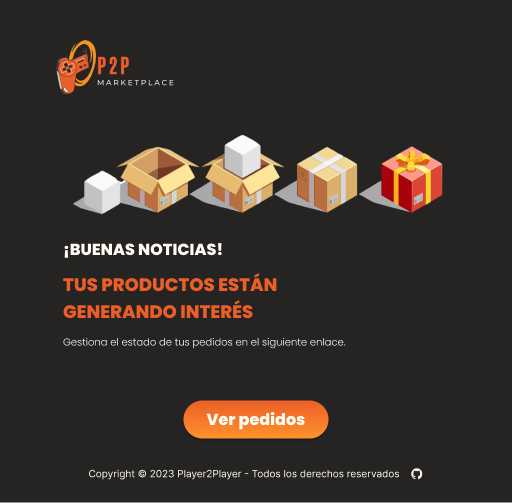 P2P
MARKETPLACE
¡BUENAS NOTICIAS!
TUS PRODUCTOS ESTÁN
GENERANDO INTERÉS
Gestiona el estado de tus pedidos en el siguiente enlace.
Ver pedidos
Copyright © 2023 Player2Player - Todos los derechos reservados